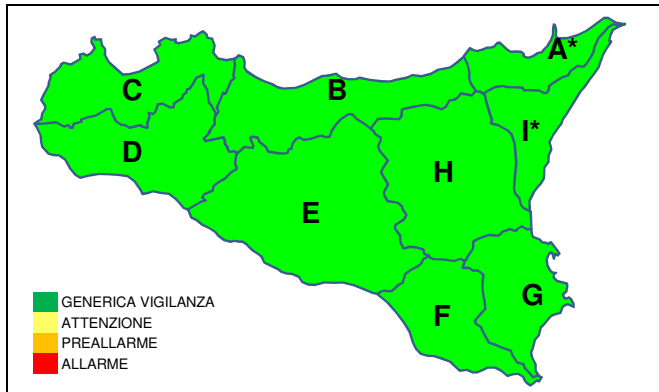 A*
C
B
I*
D
H
E
G
F
GENERICA VIGILANZA
ATTENZIONE
PREALLARME
ALLARME